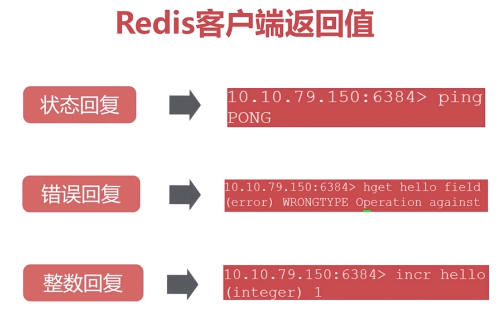 Redis客户端返回值
状态回复
10.10.79.150:6384> ping
PONG
错误回复
10.10.79.150:6384> hget hello field
(error) WRONGTYPE Operation against
整数回复
10.10.79.150:6384> incr hello
(integer) 1